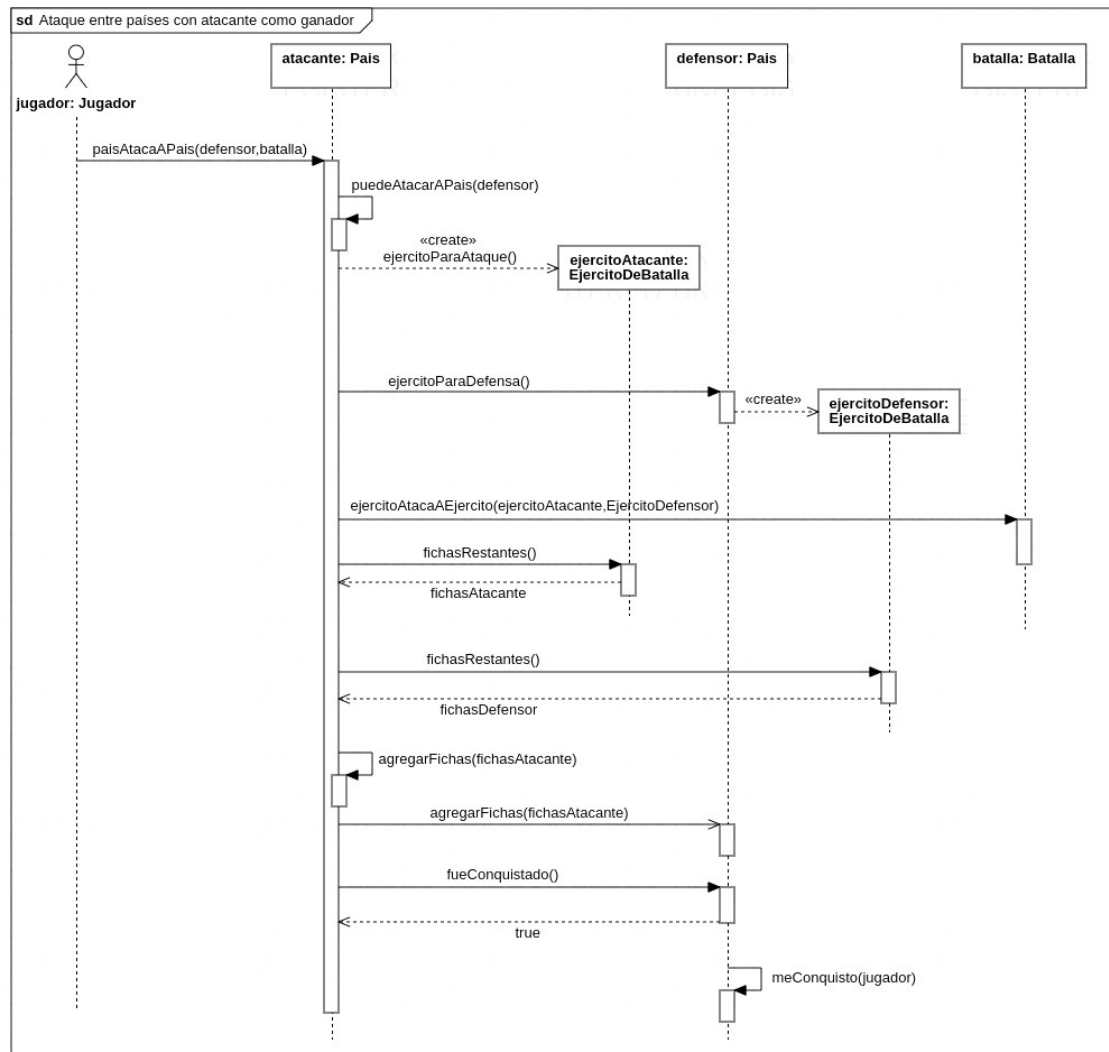 sd Ataque entre países con atacante como ganador
jugador: Jugador
atacante: Pais
defensor: Pais
batalla: Batalla
paisAtacaAPais(defensor,batalla)
puedeAtacarAPais(defensor)
«create»
ejercitoParaAtaque()
ejercitoAtacante:
EjercitoDeBatalla
ejercitoParaDefensa()
«create»
ejercitoDefensor:
EjercitoDeBatalla
ejercitoAtacaAEjercito(ejercitoAtacante,EjercitoDefensor)
fichasRestantes()
fichasAtacante
fichasRestantes()
fichasDefensor
agregarFichas(fichasAtacante)
agregarFichas(fichasAtacante)
fueConquistado()
true
meConquisto(jugador)